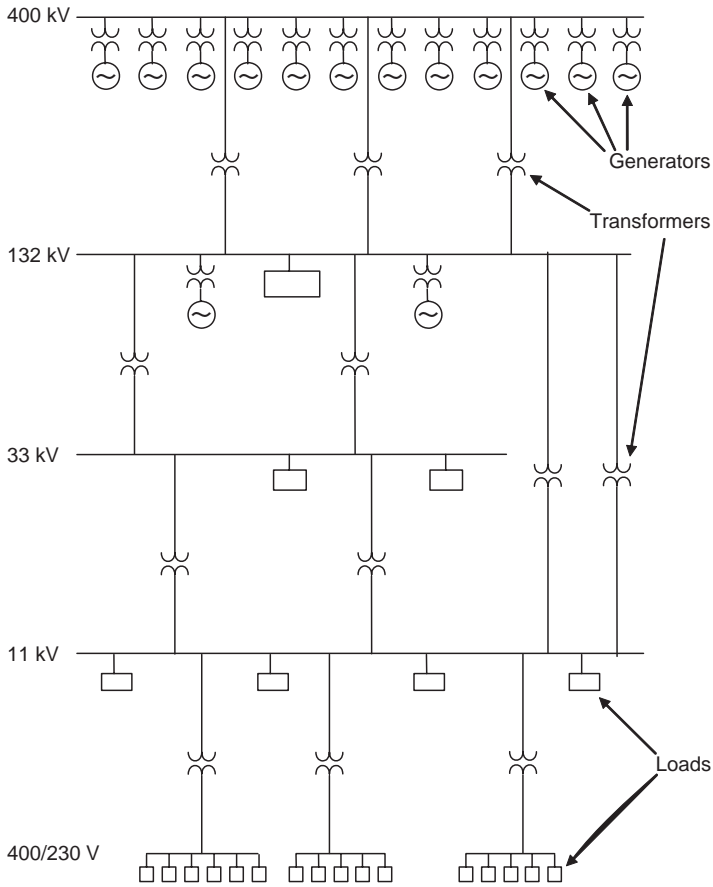 400 kV
Generators
Transformers
132 kV
33 kV
11 kV
Loads
400/230 V